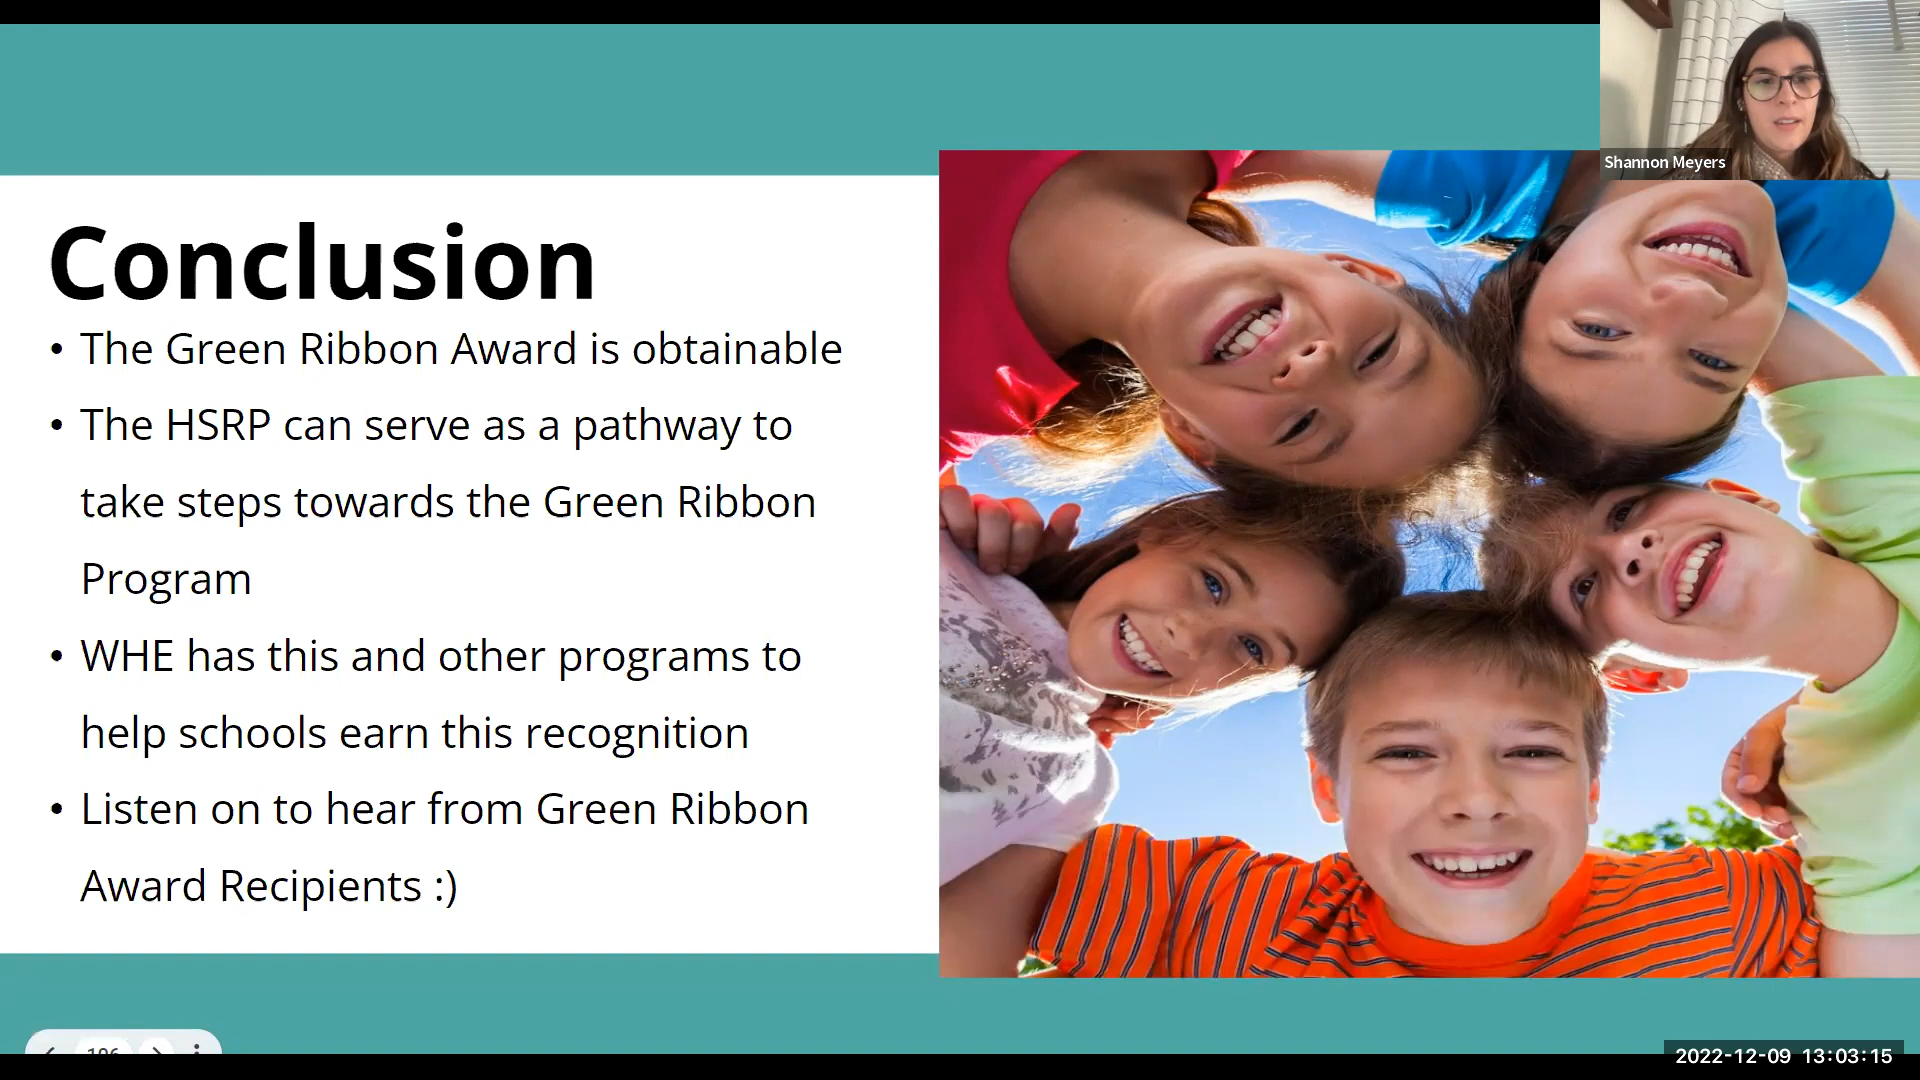 Shannon Meyers
Conclusion
• The Green Ribbon Award is obtainable
• The HSRP can serve as a pathway to
take steps towards the Green Ribbon
Program
• WHE has this and other programs to
help schools earn this recognition
• Listen on to hear from Green Ribbon
Award Recipients :)
2022-12-09 13:03:15